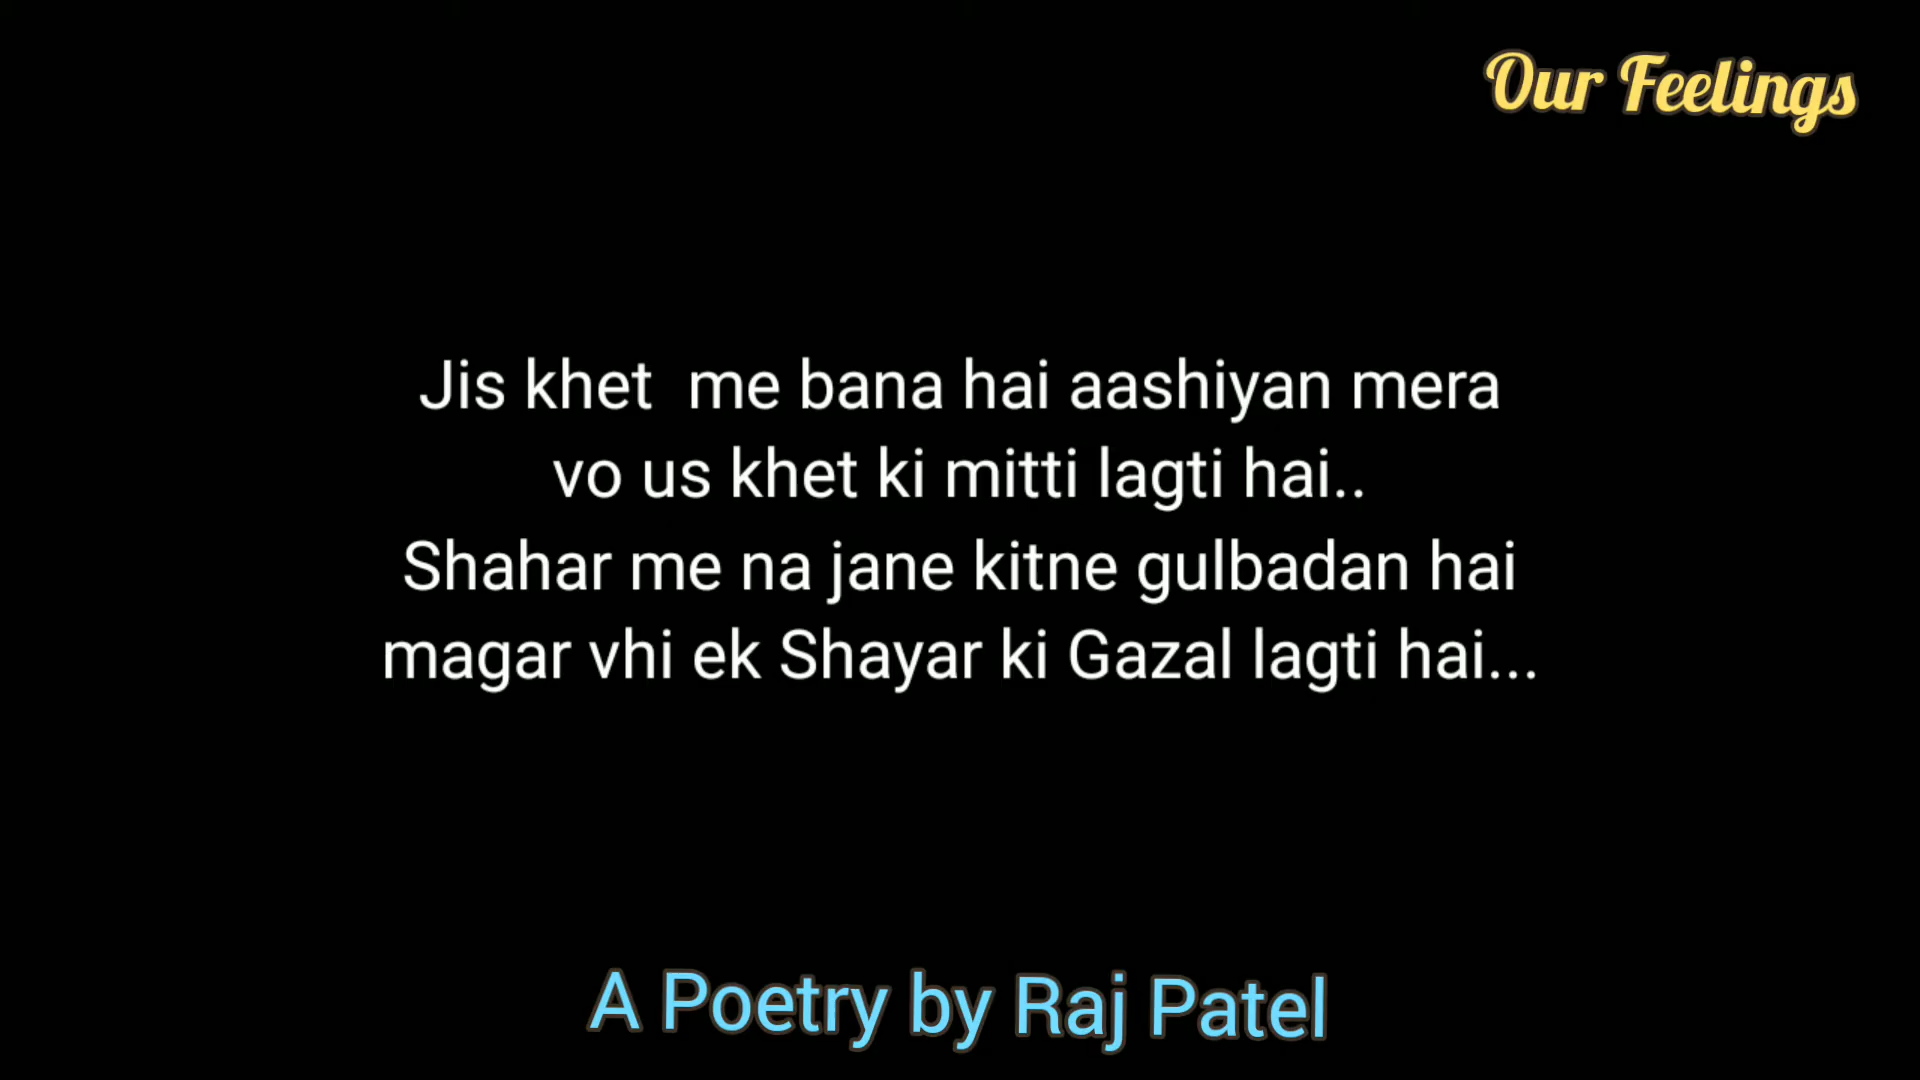 Our Feelings
Jis khet  me bana hai aashiyan mera
vo us khet ki mitti lagti hai..
Shahar me na jane kitne gulbadan hai
magar vhi ek Shayar ki Gazal lagti hai...
A Poetry by Raj Patel